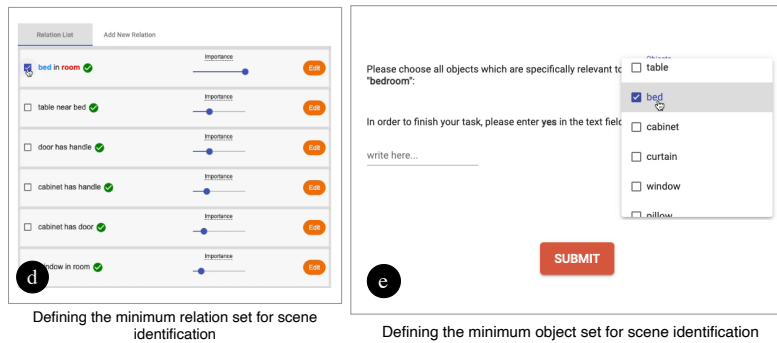 Relation List
Add New Relation
bed in room
Importance
Edit
table near bed
Importance
Edit
door has handle
Importance
Edit
cabinet has handle
Importance
Edit
cabinet has door
Importance
Edit
window in room
Importance
Edit
d
Defining the minimum relation set for scene
identification
Please choose all objects which are specifically relevant to
"bedroom":
In order to finish your task, please enter yes in the text field
write here...
Objects
table
bed
cabinet
curtain
window
pillow
SUBMIT
e
Defining the minimum object set for scene identification